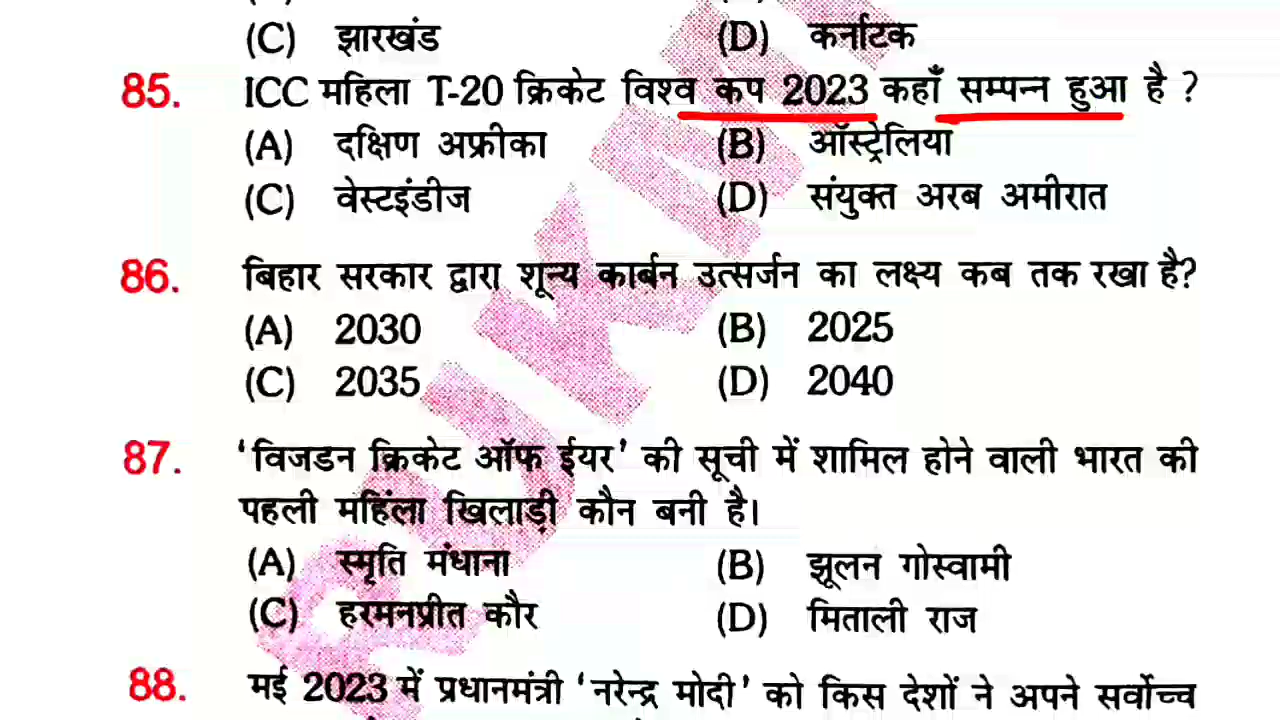 (C) झारखंड (D) कर्नाटक
85. ICC महिला T-20 क्रिकेट विश्व कप 2023 कहाँ सम्पन्न हुआ है ?
(A) दक्षिण अफ्रीका (B) ऑस्ट्रेलिया
(C) वेस्टइंडीज (D) संयुक्त अरब अमीरात
86. बिहार सरकार द्वारा शून्य कार्बन उत्सर्जन का लक्ष्य कब तक रखा है?
(A) 2030 (B) 2025
(C) 2035 (D) 2040
87. ‘विजडन क्रिकेट ऑफ ईयर’ की सूची में शामिल होने वाली भारत की
पहली महिंला खिलाड़ी कौन बनी है।
(A) स्मृति मंधाना (B) झूलन गोस्वामी
(C) हरमनप्रीत कौर (D) मिताली राज
88. मई 2023 में प्रधानमंत्री ‘नरेन्द्र मोदी’ को किस देशों ने अपने सर्वोच्च